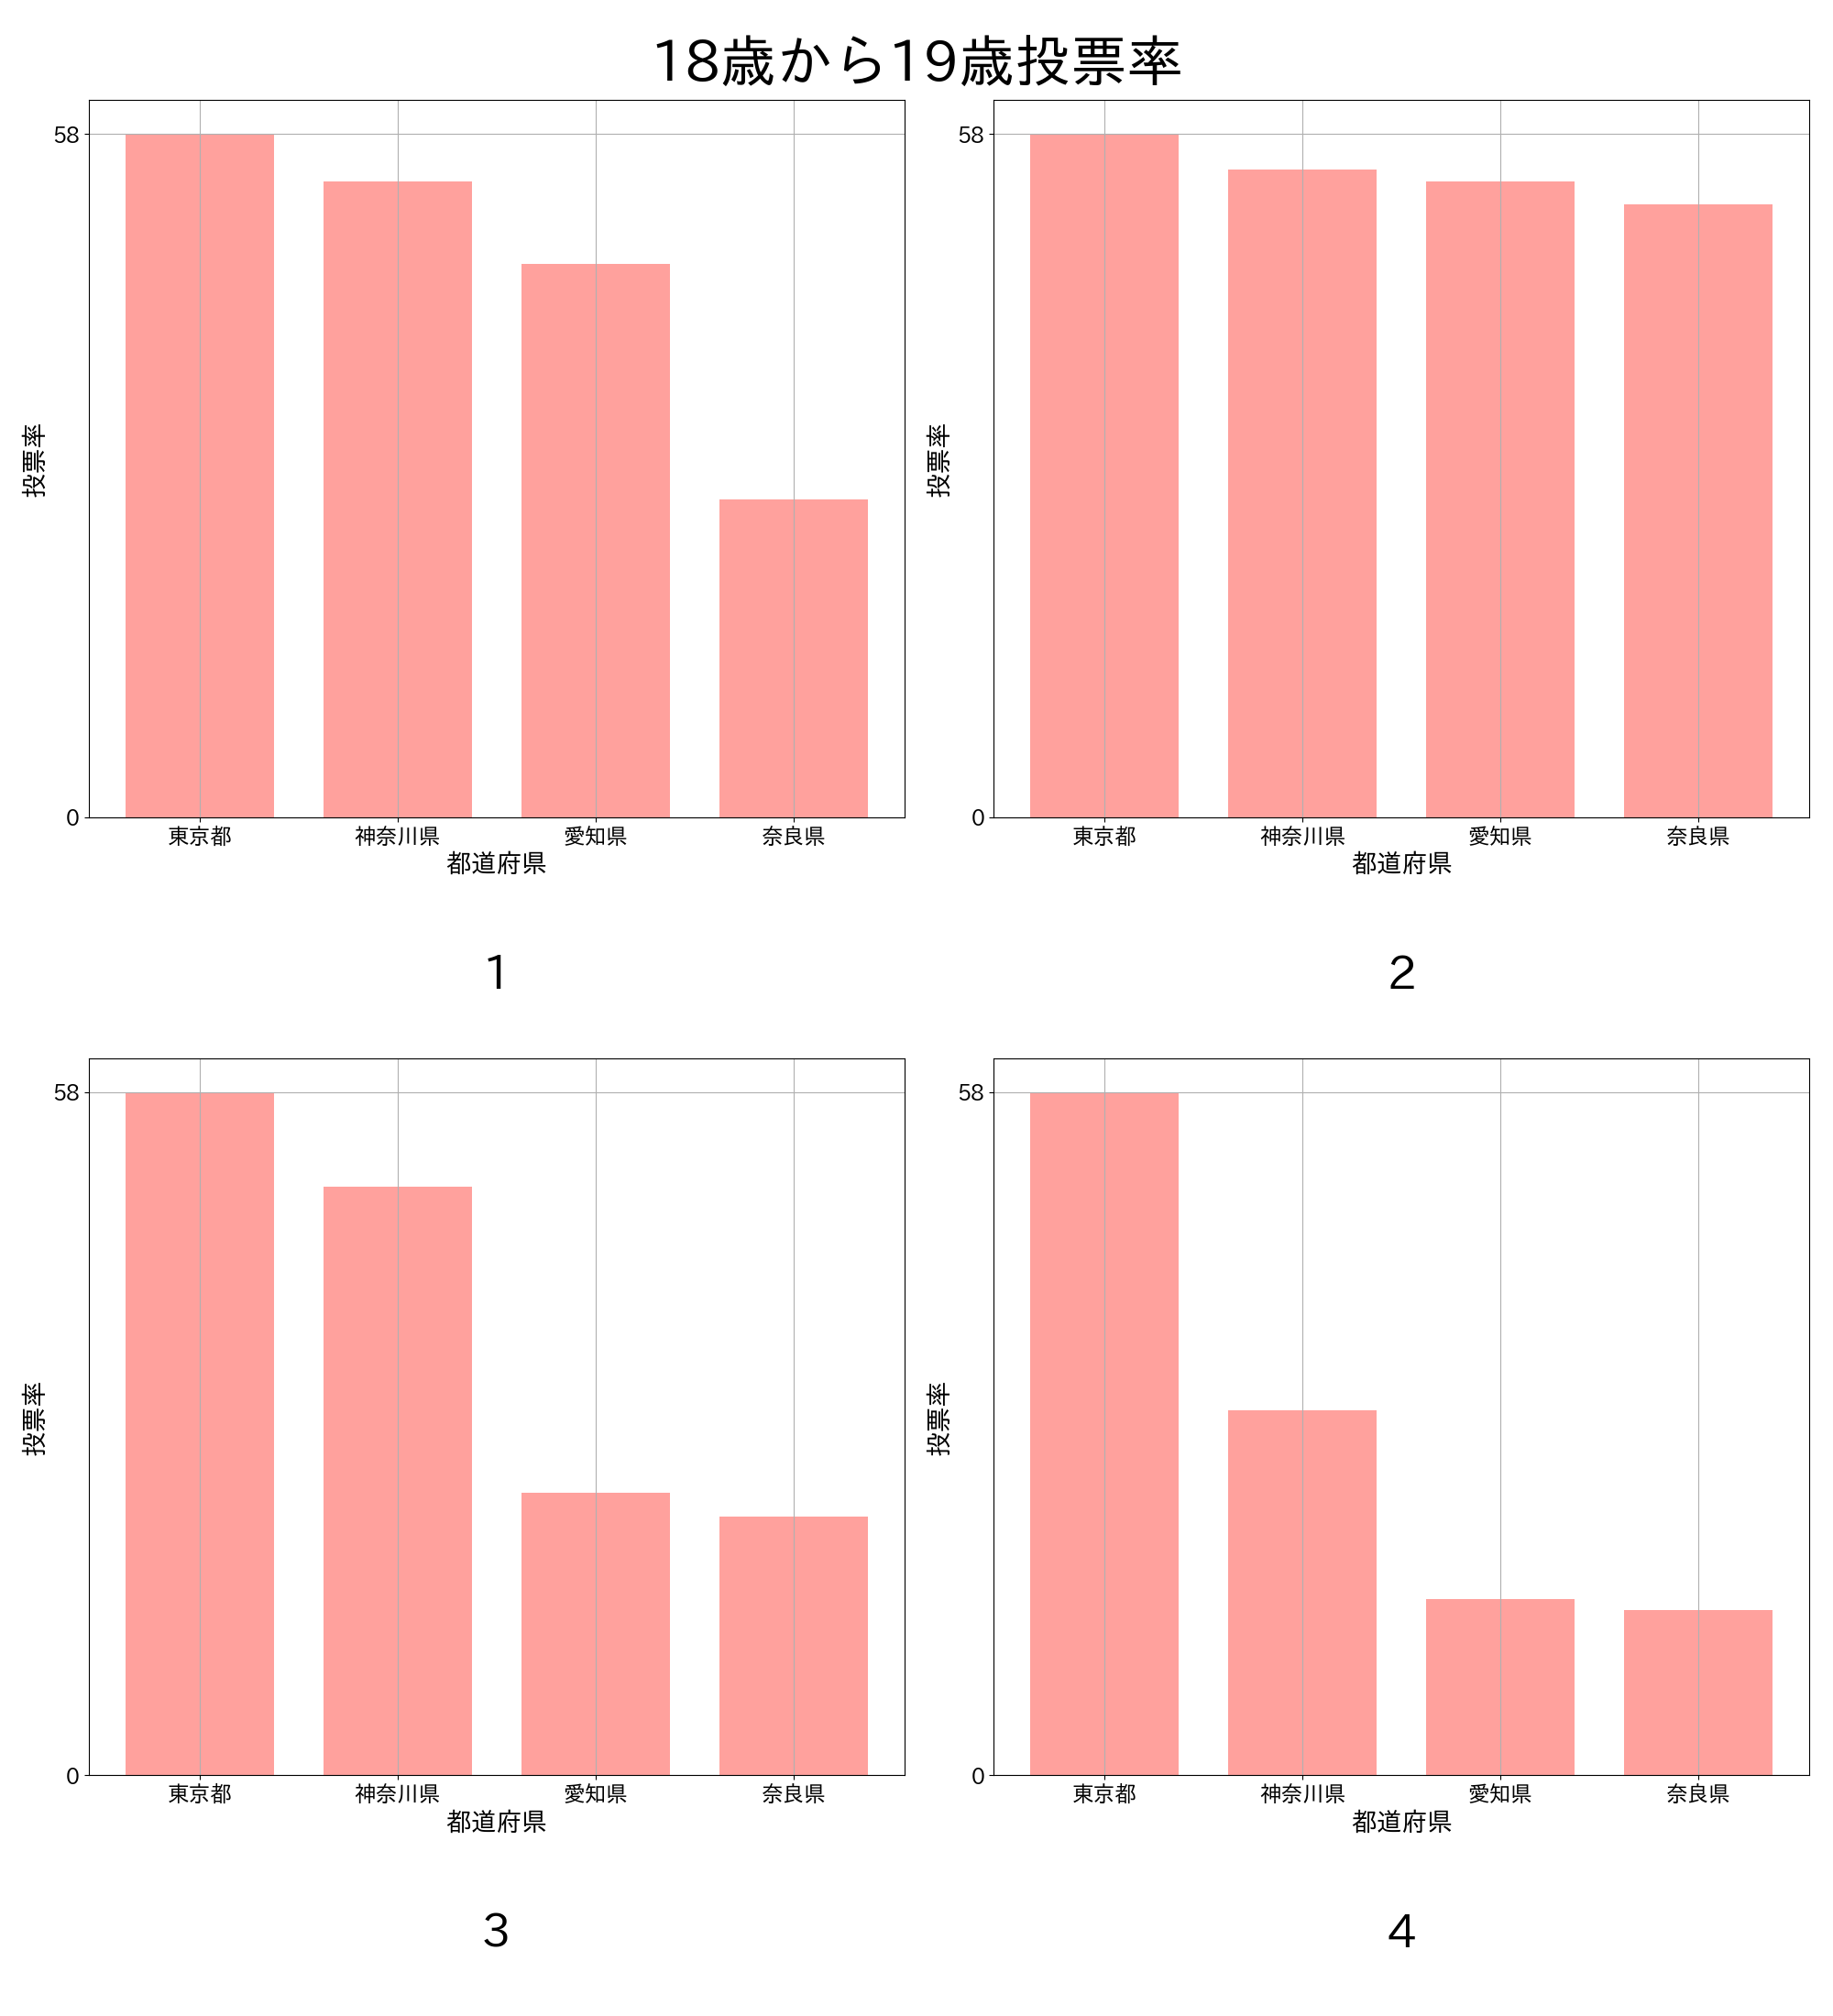 18歳から19歳投票率
58
0
投票率
東京都 神奈川県 愛知県 奈良県
都道府県
1
58
0
投票率
東京都 神奈川県 愛知県 奈良県
都道府県
2
58
0
投票率
東京都 神奈川県 愛知県 奈良県
都道府県
3
58
0
投票率
東京都 神奈川県 愛知県 奈良県
都道府県
4